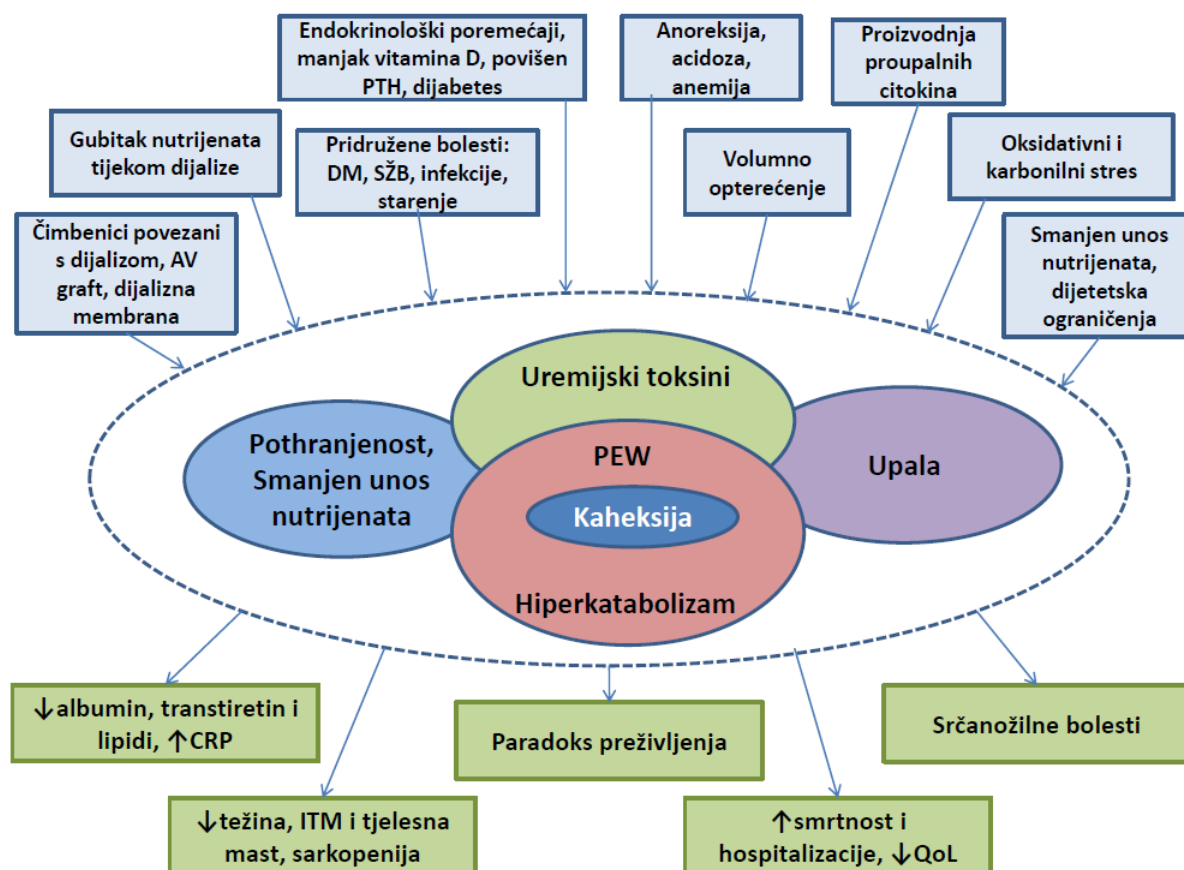 Endokrinološki poremećaji,
manjak vitamina D, povišen
PTH, dijabetes
Anoreksija,
acidoza,
anemija
Proizvodnja
proupalnih
citokina
Gubitak nutrijenata
tijekom dijalize
Pridružene bolesti:
DM, SŽB, infekcije,
starenje
Volumno
opterećenje
Oksidativni i
karbonilni stres
Čimbenici povezani
s dijalizom, AV
graft, dijalizna
membrana
Smanjen unos
nutrijenata,
dijetetska
ograničenja
Uremijski toksini
Pothranjenost,
Smanjen unos
nutrijenata
PEW
Kaheksija
Hiperkatabolizam
Upala
↓albumin, transtiretin i
lipidi, ↑CRP
Paradoks preživljenja
Srčanožilne bolesti
↓težina, ITM i tjelesna
mast, sarkopenija
↑smrtnost i
hospitalizacije, ↓QoL